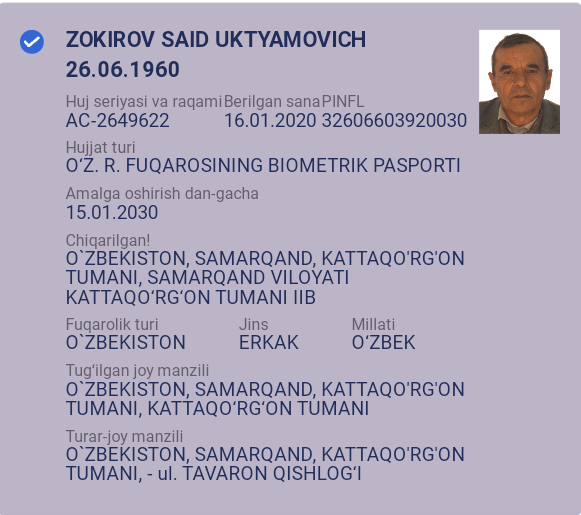 ZOKIROV SAID UKTYAMOVICH
26.06.1960
Huj seriyasi va raqami Berilgan sana PINFL
AC-2649622 16.01.2020 32606603920030
Hujjat turi
O‘Z. R. FUQAROSINING BIOMETRIK PASPORTI
Amalga oshirish dan-gacha
15.01.2030
Chiqarilgan!
O`ZBEKISTON, SAMARQAND, KATTAQO'RG'ON
TUMANI, SAMARQAND VILOYATI
KATTAQO‘RG‘ON TUMANI IIB
Fuqarolik turi Jins Millati
O`ZBEKISTON ERKAK O‘ZBEK
Tug‘ilgan joy manzili
O`ZBEKISTON, SAMARQAND, KATTAQO'RG'ON
TUMANI, KATTAQO‘RG‘ON TUMANI
Turar-joy manzili
O`ZBEKISTON, SAMARQAND, KATTAQO'RG'ON
TUMANI, - ul. TAVARON QISHLOG‘I